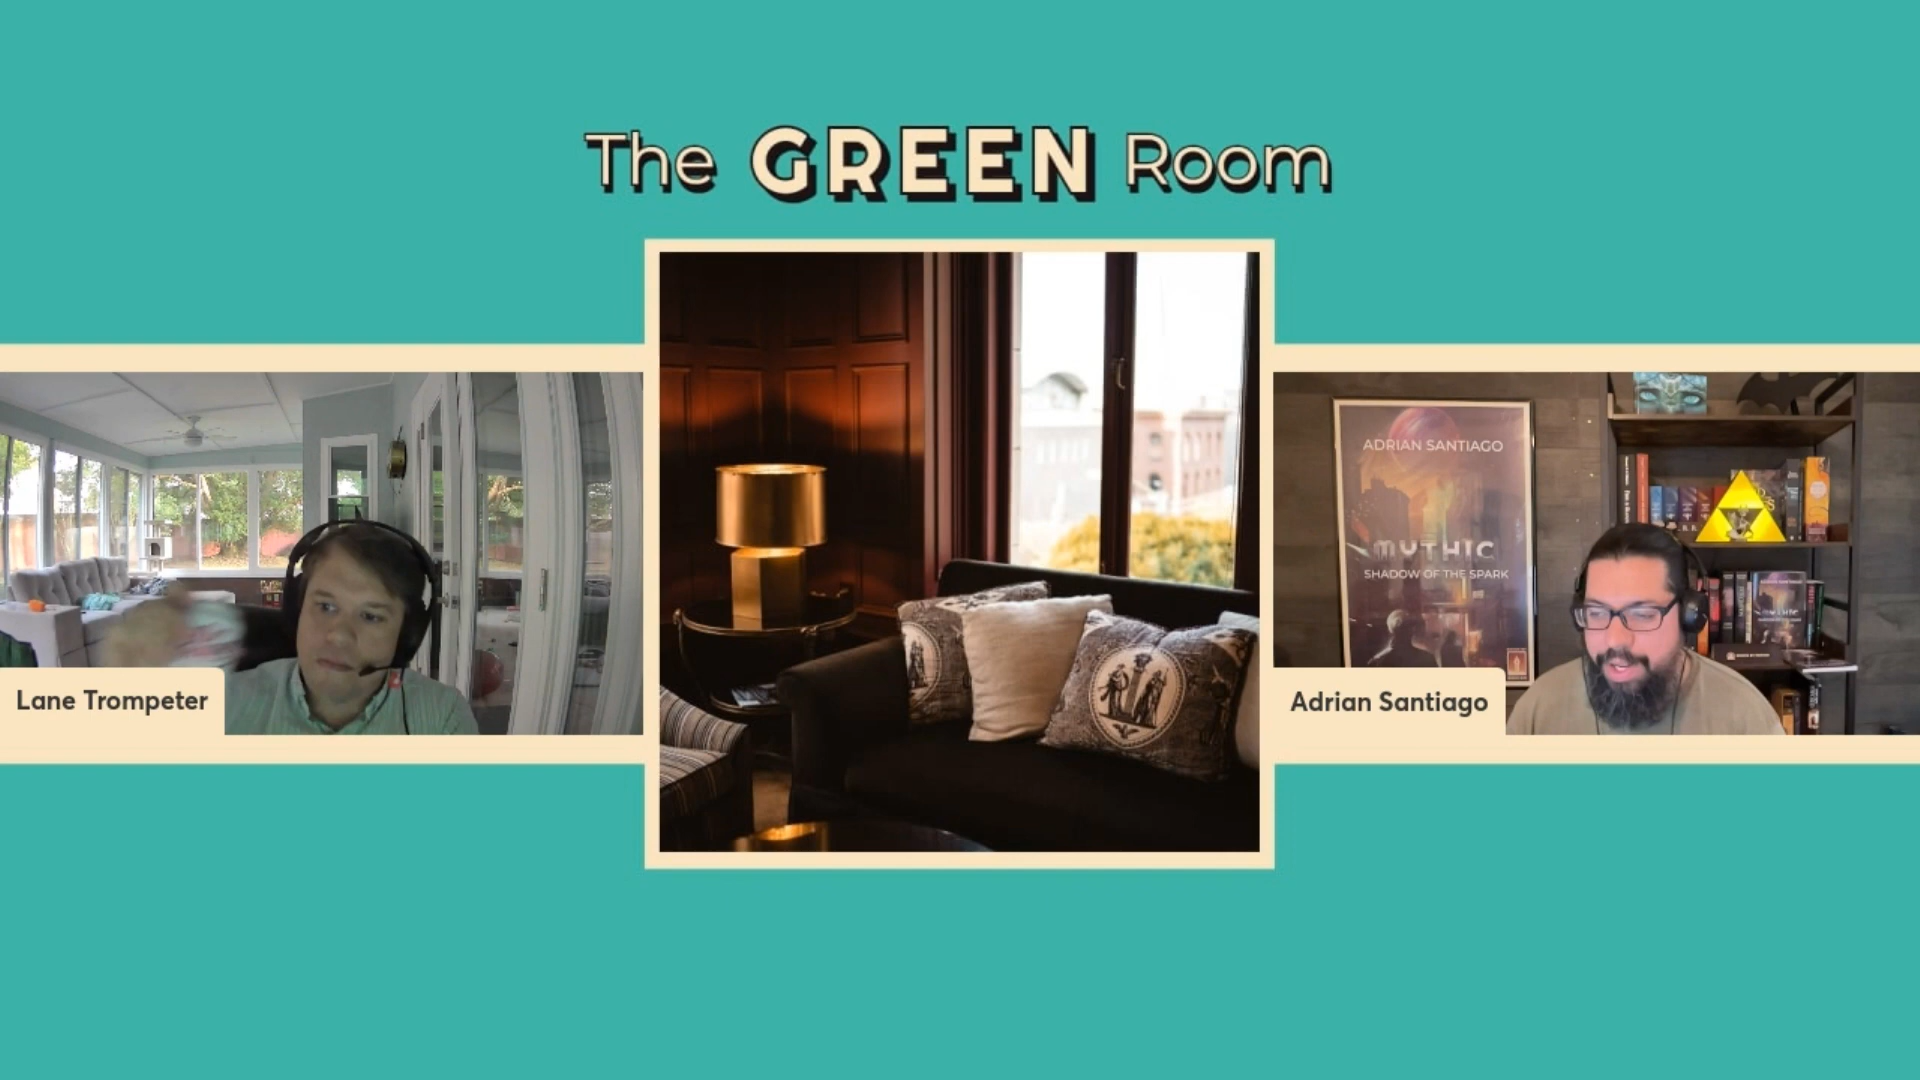 The GREEN Room
Lane Trompeter
ADRIAN SANTIAGO
MYTHIC
SHADOW OF THE SPARK
Adrian Santiago